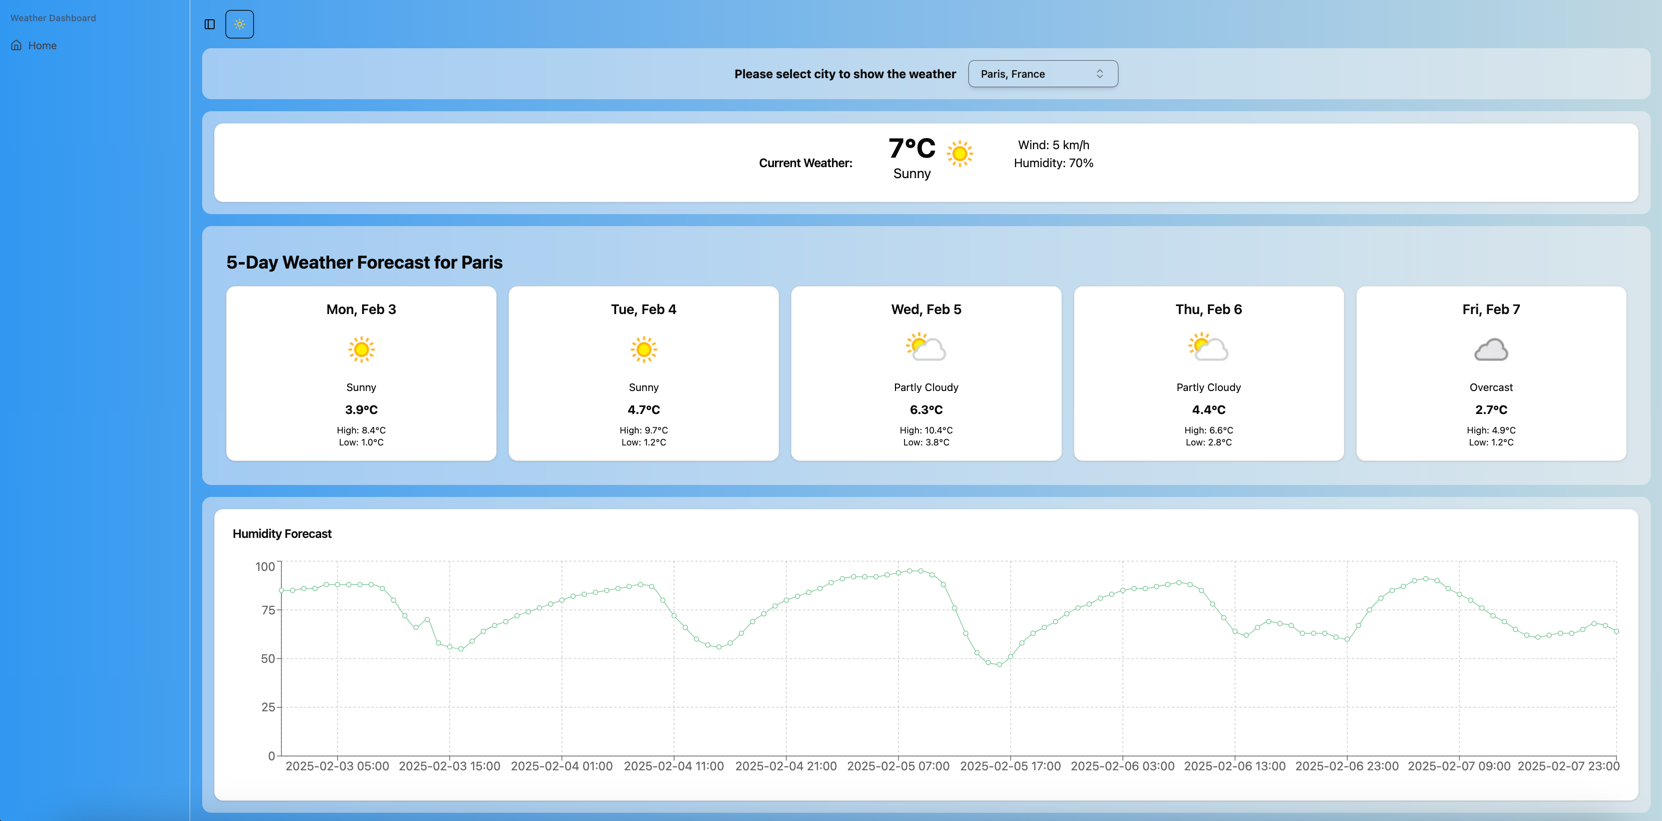 Weather Dashboard
Home
Please select city to show the weather
Paris, France
Current Weather:
7°C
Sunny
Wind: 5 km/h
Humidity: 70%
5-Day Weather Forecast for Paris
Mon, Feb 3
Sunny
3.9°C
High: 8.4°C
Low: 1.0°C
Tue, Feb 4
Sunny
4.7°C
High: 9.7°C
Low: 1.2°C
Wed, Feb 5
Partly Cloudy
6.3°C
High: 10.4°C
Low: 3.8°C
Thu, Feb 6
Partly Cloudy
4.4°C
High: 6.6°C
Low: 2.8°C
Fri, Feb 7
Overcast
2.7°C
High: 4.9°C
Low: 1.2°C
Humidity Forecast
100
75
50
25
0
2025-02-03 05:00 2025-02-03 15:00 2025-02-04 01:00 2025-02-04 11:00 2025-02-04 21:00 2025-02-05 07:00 2025-02-05 17:00 2025-02-06 03:00 2025-02-06 13:00 2025-02-06 23:00 2025-02-07 09:00 2025-02-07 23:00